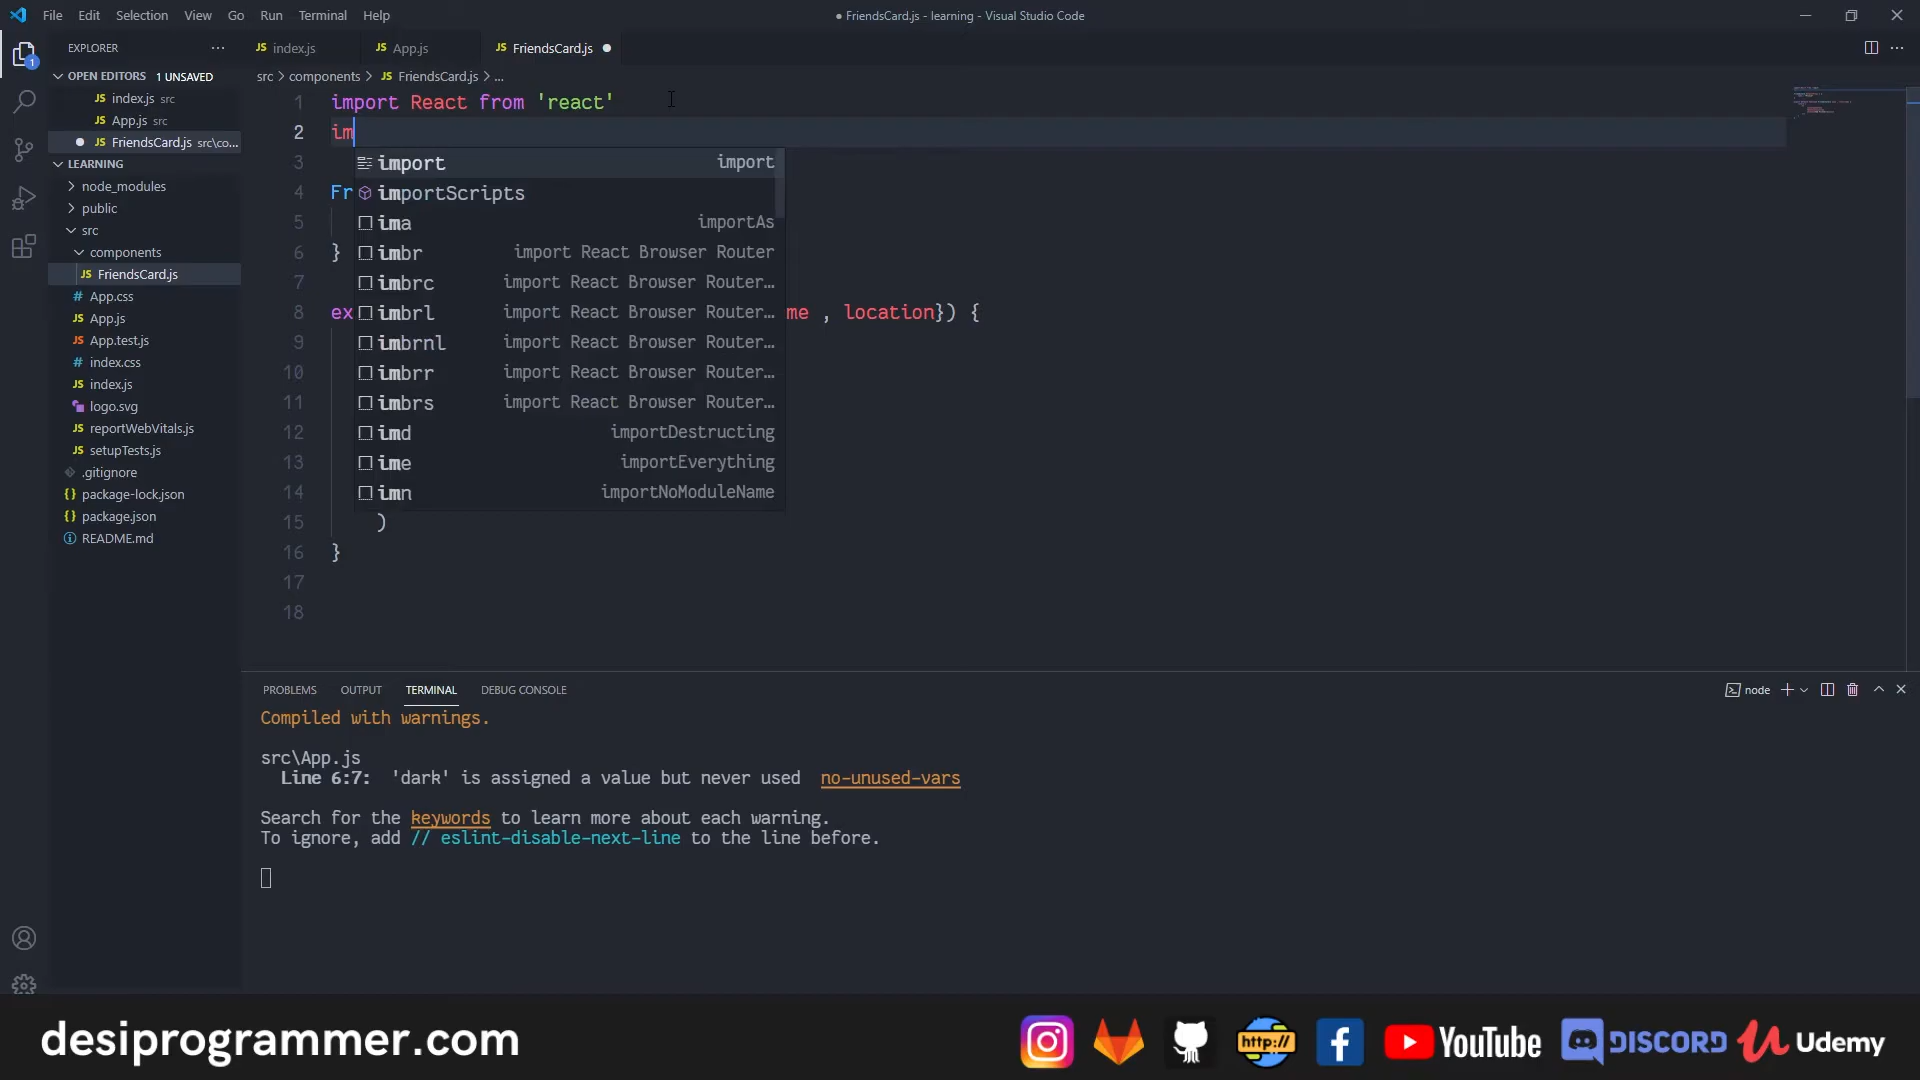 File Edit Selection View Go Run Terminal Help
● FriendsCard.js - learning - Visual Studio Code
EXPLORER ···
JS index.js
JS App.js
JS FriendsCard.js ●
OPEN EDITORS 1 UNSAVED
JS index.js src
JS App.js src
● JS FriendsCard.js src\co...
LEARNING
node_modules
public
src
components
JS FriendsCard.js
# App.css
JS App.js
JS App.test.js
# index.css
JS index.js
logo.svg
JS reportWebVitals.js
JS setupTests.js
.gitignore
{} package-lock.json
{} package.json
README.md
1
src > components > JS FriendsCard.js > ...
1 import React from 'react'
2 im
3 import import
4 Fr importScripts
5 ima importAs
6 } imbr import React Browser Router
7 imbrc import React Browser Router...
8 ex imbrl import React Browser Router... me , location}) {
9 imbrnl import React Browser Router...
10 imbrr import React Browser Router...
11 imbrs import React Browser Router...
12 imd importDestructing
13 ime importEverything
14 imn importNoModuleName
15 )
16 }
17
18
PROBLEMS OUTPUT TERMINAL DEBUG CONSOLE
node
Compiled with warnings.
src\App.js
Line 6:7: 'dark' is assigned a value but never used no-unused-vars
Search for the keywords to learn more about each warning.
To ignore, add // eslint-disable-next-line to the line before.
desiprogrammer.com
http://
YouTube
DISCORD
Udemy